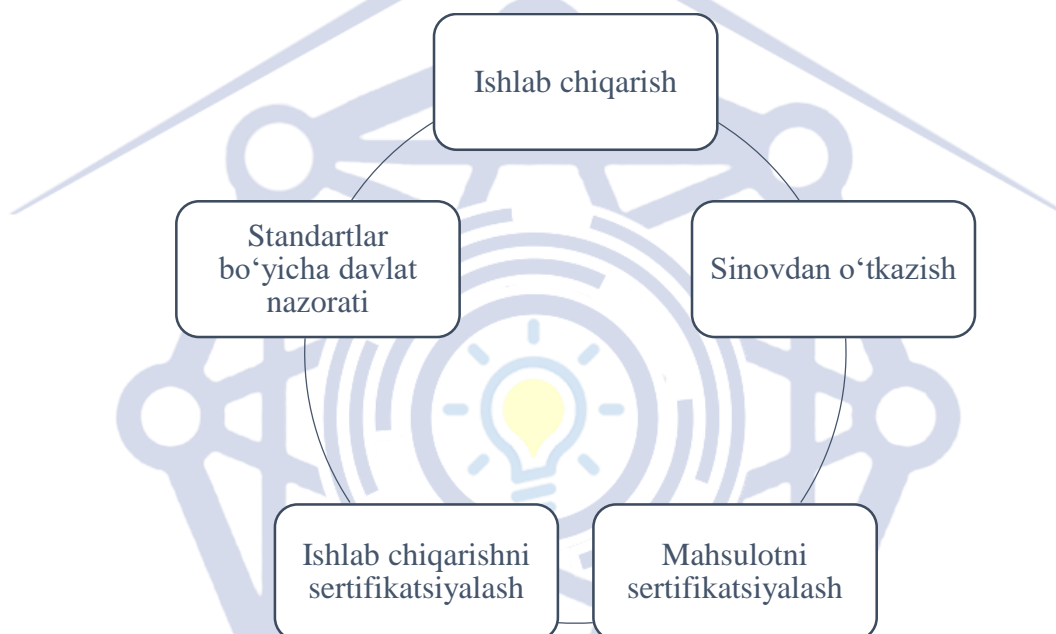 Ishlab chiqarish
Sinovdan o‘tkazish
Mahsulotni
sertifikatsiyalash
Ishlab chiqarishni
sertifikatsiyalash
Standartlar
bo‘yicha davlat
nazorati